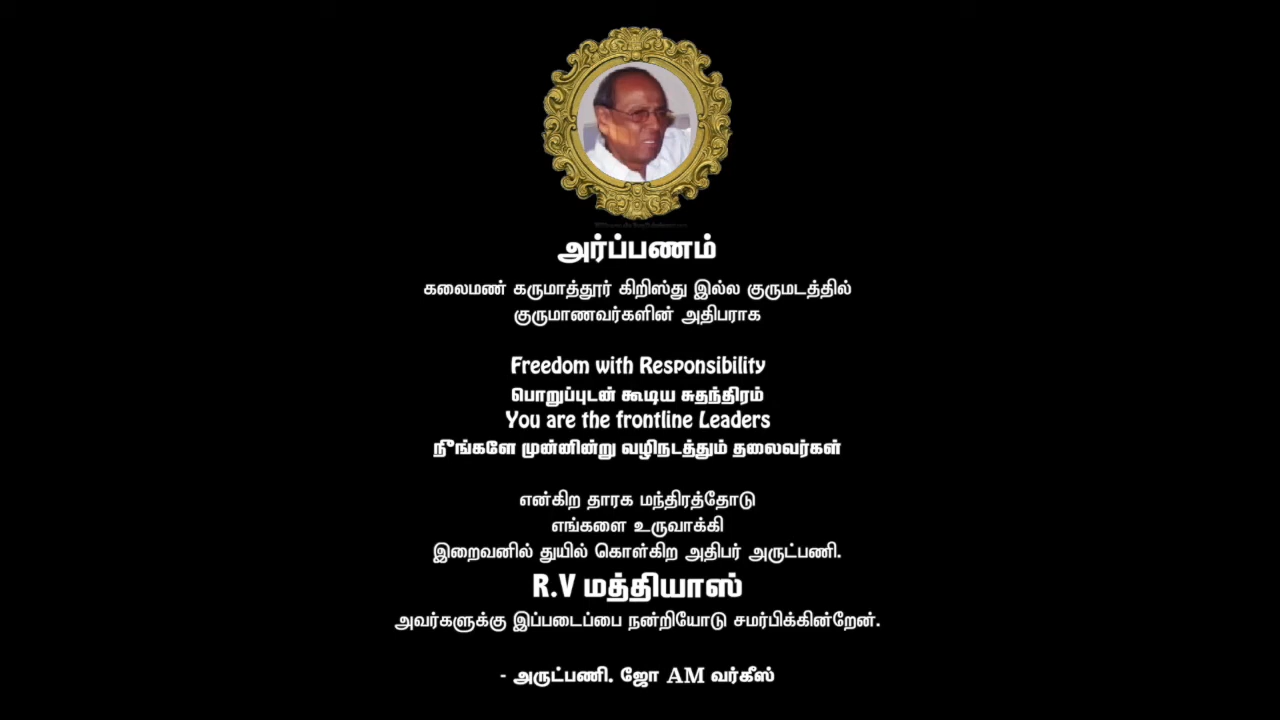 அர்ப்பணம்
கலைமண் கருமாத்தூர் கிறிஸ்து இல்ல குருமடத்தில்
குருமாணவர்களின் அதிபராக
Freedom with Responsibility
பொறுப்புடன் கூடிய சுதந்திரம்
You are the frontline Leaders
நீங்களே முன்னின்று வழிநடத்தும் தலைவர்கள்
என்கிற தாரக மந்திரத்தோடு
எங்களை உருவாக்கி
இறைவனில் துயில் கொள்கிற அதிபர் அருட்பணி.
R.V மத்தியாஸ்
அவர்களுக்கு இப்படைப்பை நன்றியோடு சமர்பிக்கின்றேன்.
- அருட்பணி. ஜோ AM வர்கீஸ்